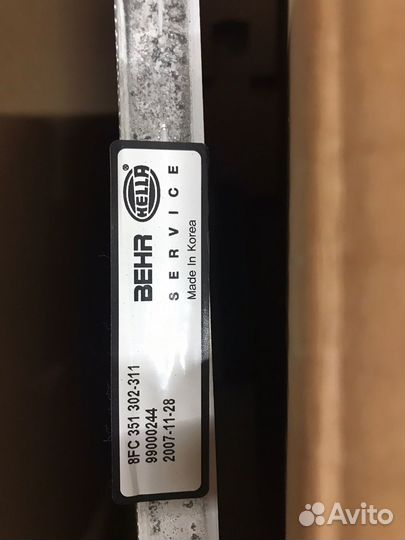 BEHR HELLA®
SERVICE
Made In Korea
8FC 351 302-311
99000244
2007-11-28
Avito